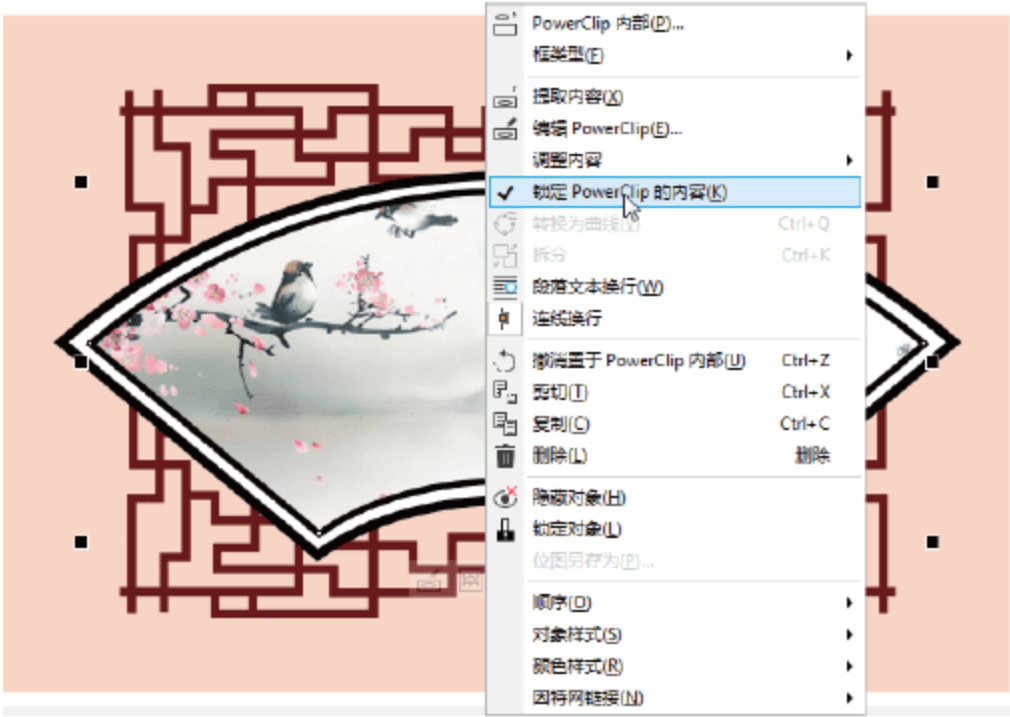 PowerClip 内部(P)...
框类型(F)
提取内容(X)
编辑 PowerClip(E)...
调整内容
锁定 PowerClip 的内容(K)
转换为曲线(V) Ctrl+Q
拆分 Ctrl+K
段落文本换行(W)
连线换行
撤消置于 PowerClip 内部(U) Ctrl+Z
剪切(T) Ctrl+X
复制(C) Ctrl+C
删除(L) 删除
隐藏对象(H)
锁定对象(L)
位图另存为(P)...
顺序(O)
对象样式(S)
颜色样式(R)
因特网链接(N)